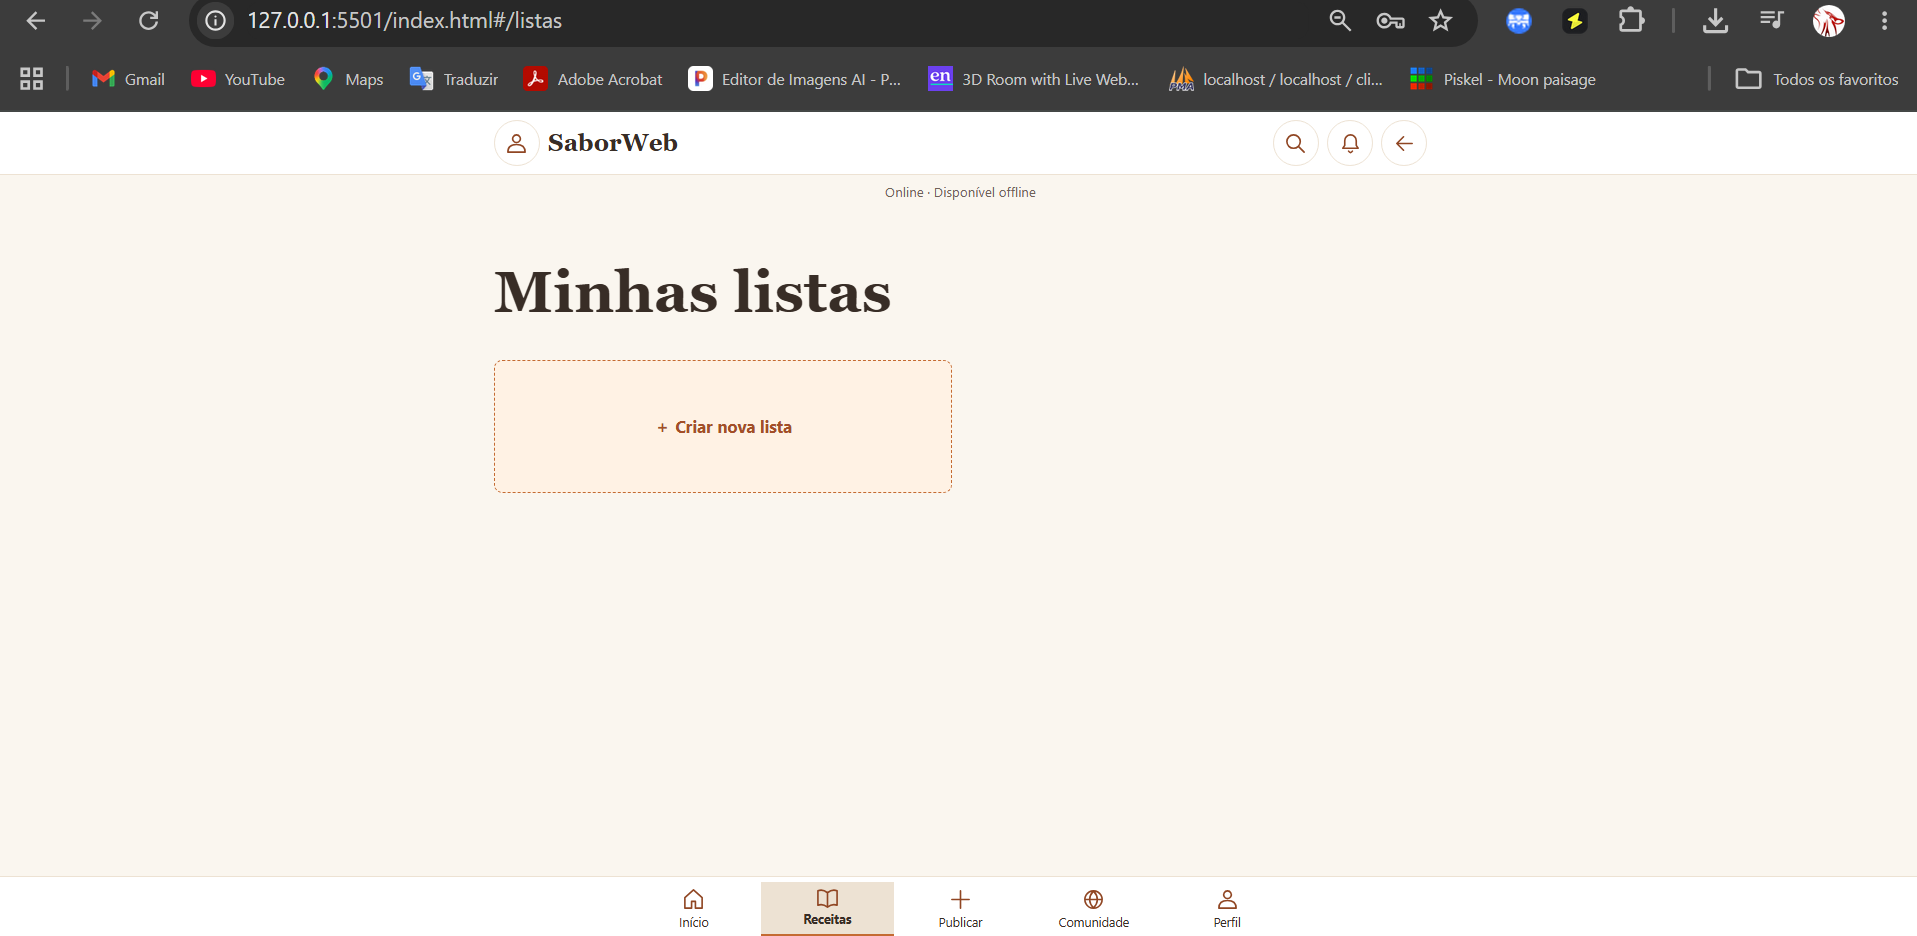 127.0.0.1:5501/index.html#/listas
Gmail
YouTube
Maps
Traduzir
Adobe Acrobat
Editor de Imagens AI - P...
en
3D Room with Live Web...
PMA
localhost / localhost / cli...
Piskel - Moon paisage
Todos os favoritos
SaborWeb
Online · Disponível offline
Minhas listas
+ Criar nova lista
Início
Receitas
Publicar
Comunidade
Perfil